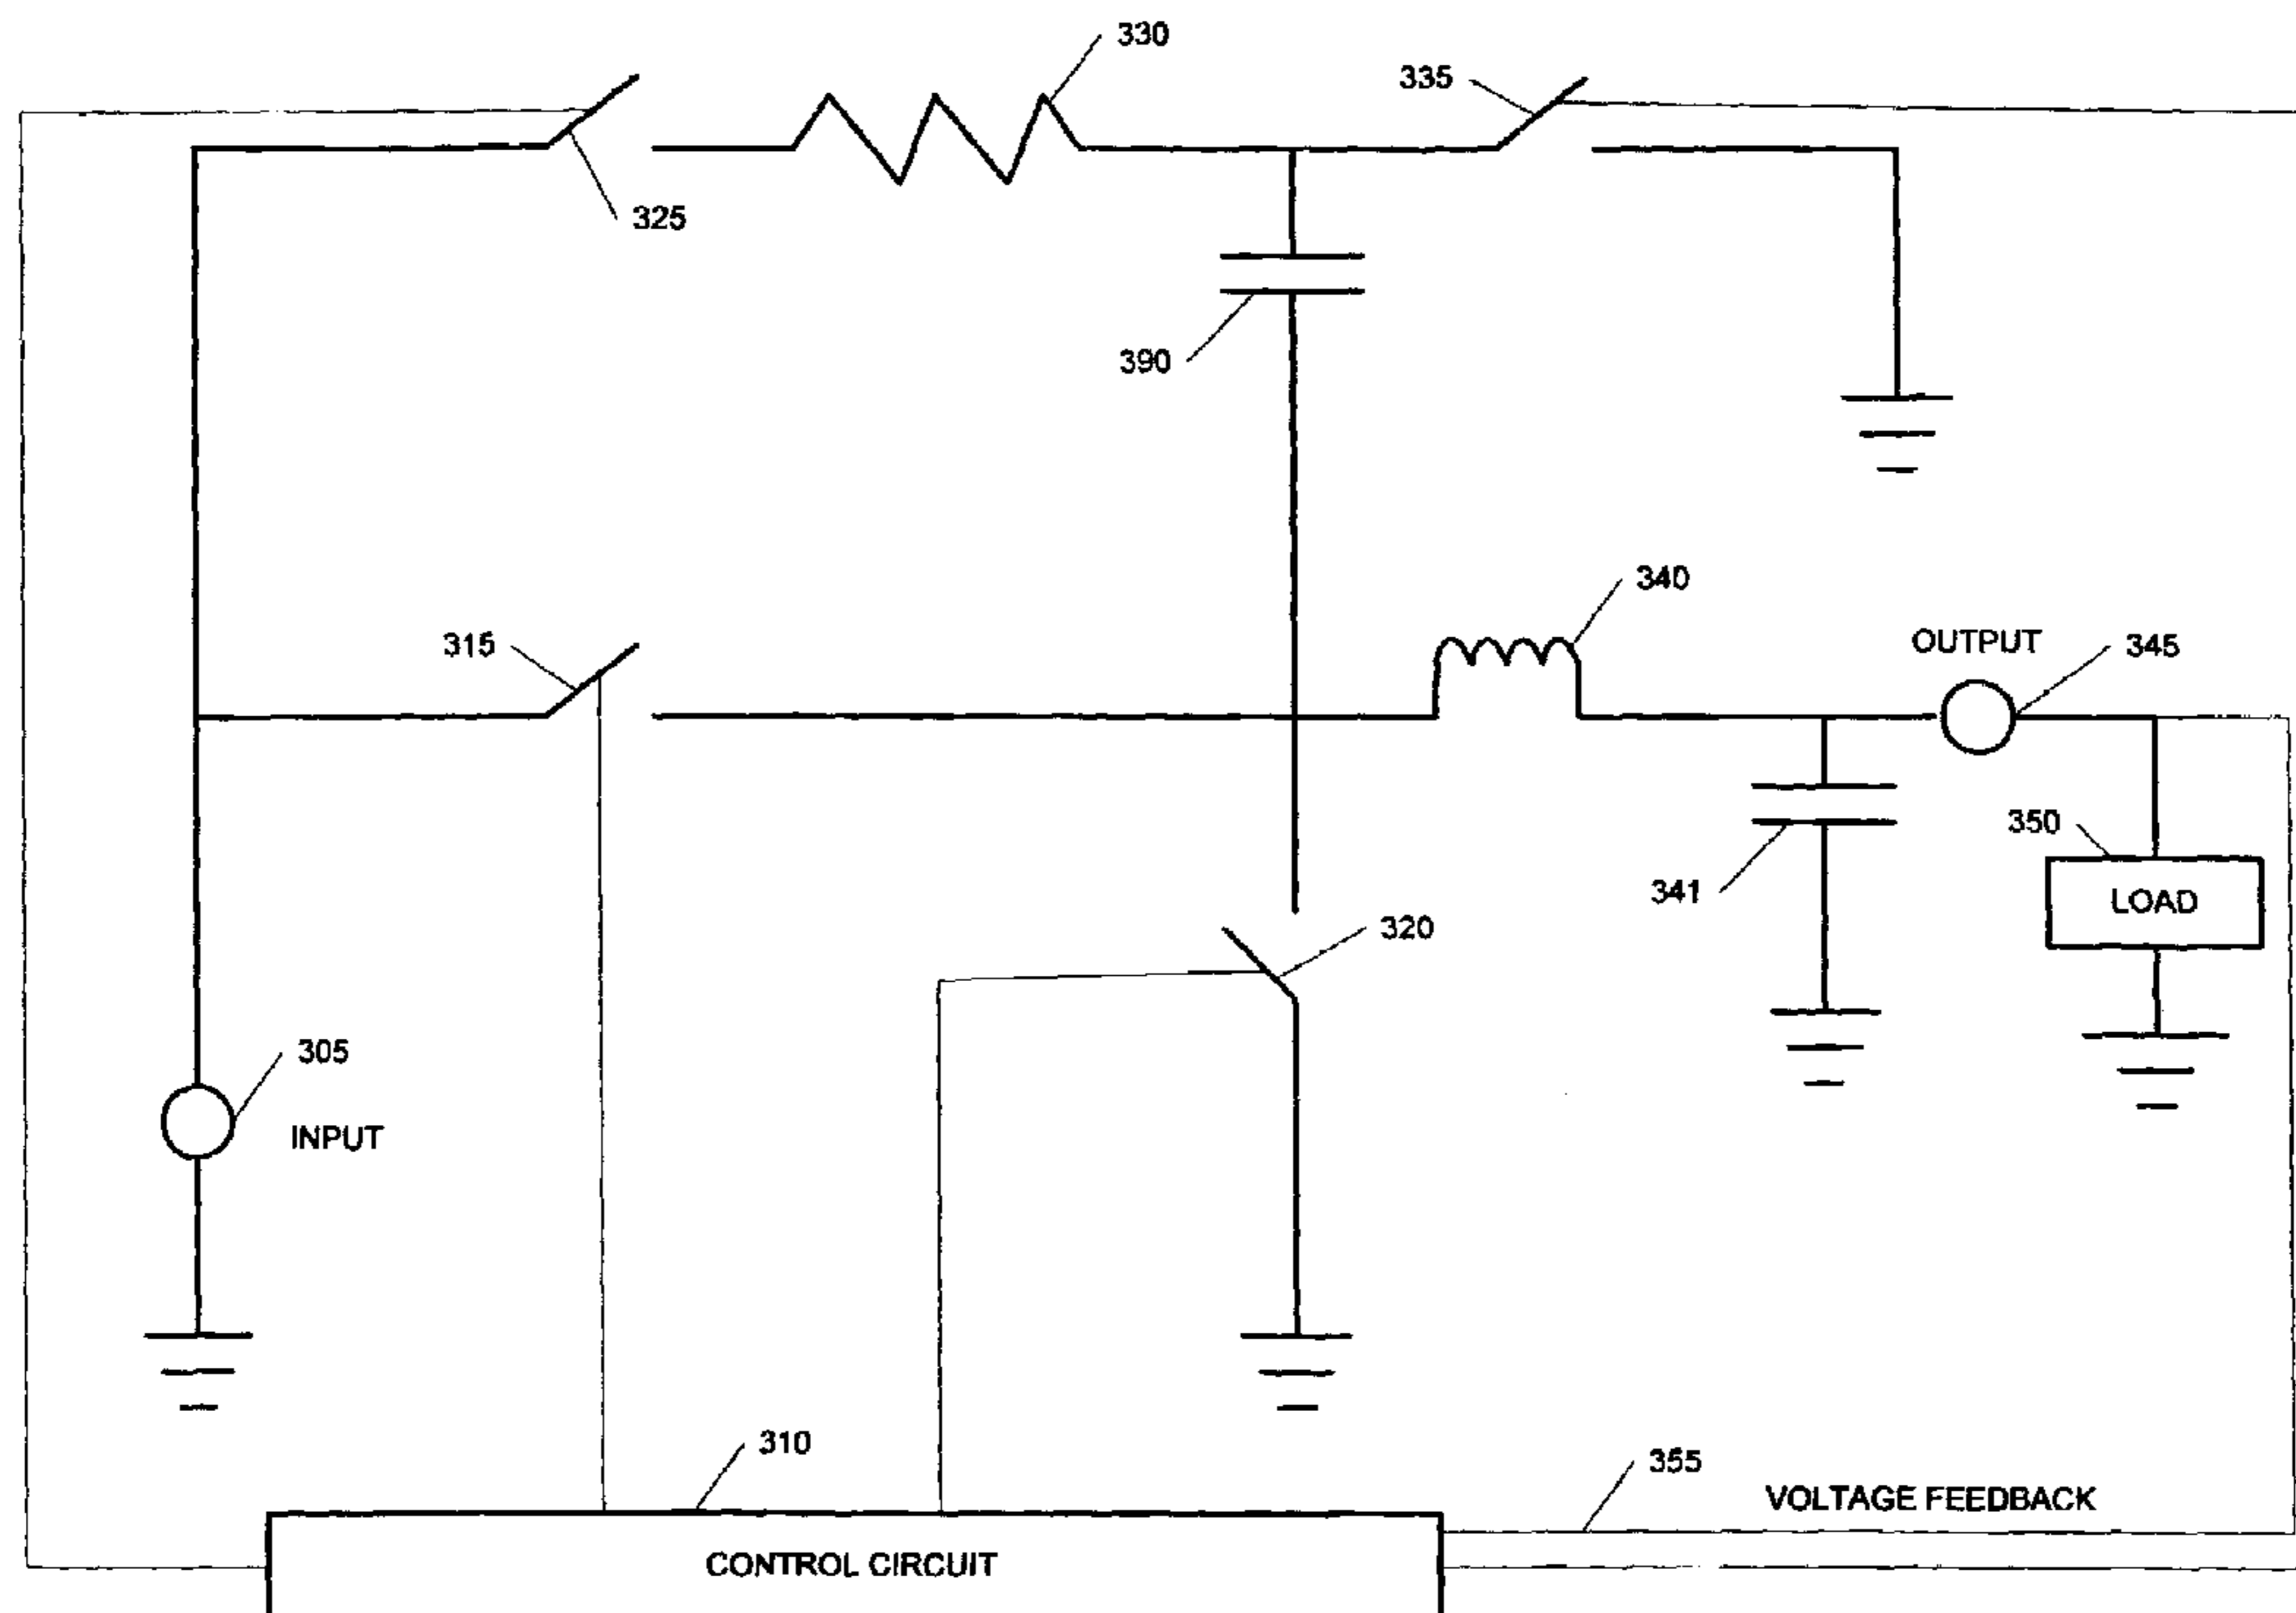 330
335
325
390
340
315
OUTPUT
345
350
LOAD
341
320
305
INPUT
310
355
VOLTAGE FEEDBACK
CONTROL CIRCUIT